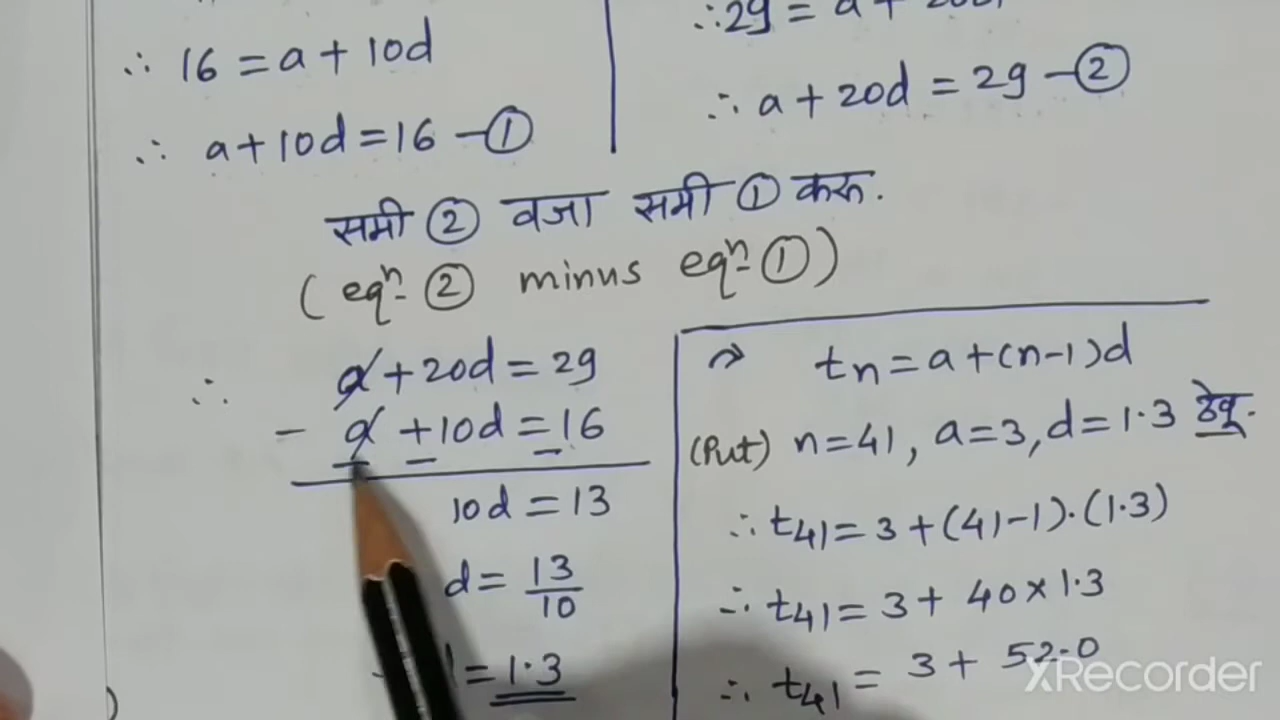 ∴ 16 = a + 10d
∴ a + 10d = 16 — ①
∴ 29 = a +
∴ a + 20d = 29 — ②
समी ② वजा समी ① करू.
(eqⁿ- ② minus eqⁿ- ①)
∴ a + 20d = 29
- a + 10d = 16
10d = 13
d = 13/10
= 1.3
→ tn = a + (n-1)d
(Put) n = 41, a = 3, d = 1.3 ठेवू.
∴ t41 = 3 + (41-1).(1.3)
∴ t41 = 3 + 40 × 1.3
∴ t41 = 3 + 52.0
XRecorder